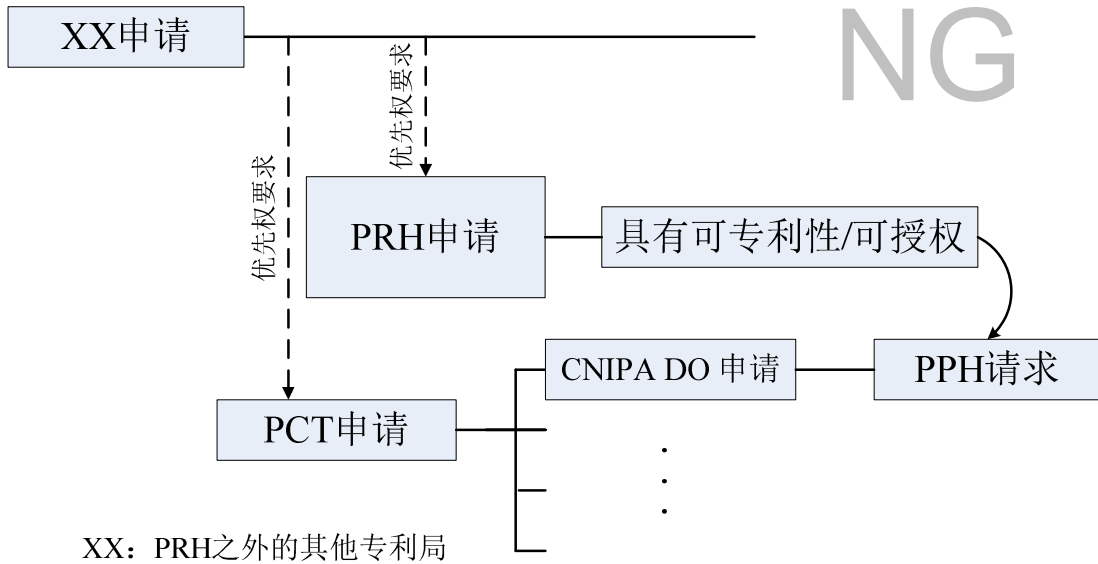 XX申请
NG
优先权要求
优先权要求
PRH申请
具有可专利性/可授权
CNIPA DO 申请
PPH请求
PCT申请
XX：PRH之外的其他专利局